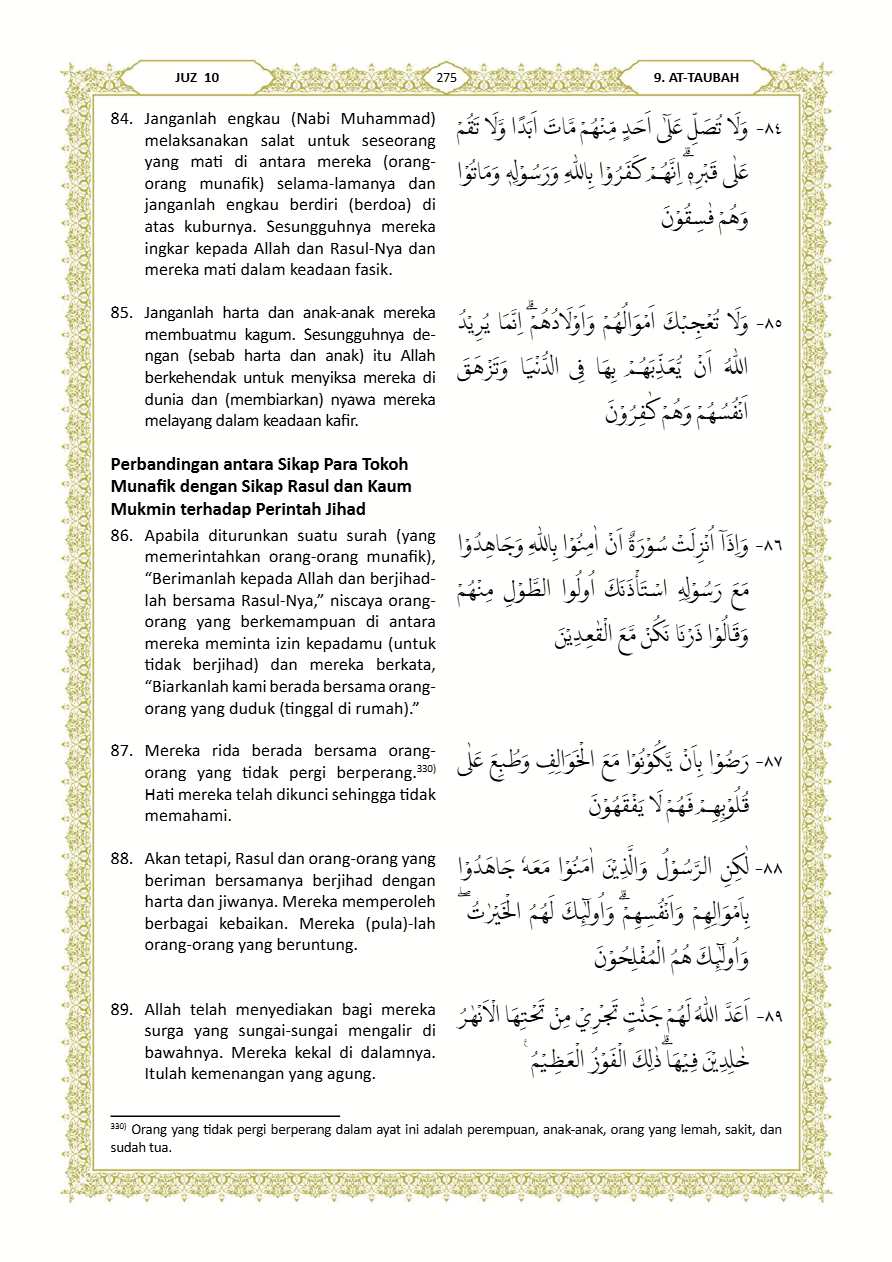 JUZ 10
275
9. AT-TAUBAH
84. Janganlah engkau (Nabi Muhammad)
melaksanakan salat untuk seseorang
yang mati di antara mereka (orang-
orang munafik) selama-lamanya dan
janganlah engkau berdiri (berdoa) di
atas kuburnya. Sesungguhnya mereka
ingkar kepada Allah dan Rasul-Nya dan
mereka mati dalam keadaan fasik.
٨٤- وَلَا تُصَلِّ عَلٰٓى اَحَدٍ مِّنْهُمْ مَّاتَ اَبَدًا وَّلَا تَقُمْ
عَلٰى قَبْرِهٖۗ اِنَّهُمْ كَفَرُوْا بِاللّٰهِ وَرَسُوْلِهٖ وَمَاتُوْا
وَهُمْ فٰسِقُوْنَ
85. Janganlah harta dan anak-anak mereka
membuatmu kagum. Sesungguhnya de-
ngan (sebab harta dan anak) itu Allah
berkehendak untuk menyiksa mereka di
dunia dan (membiarkan) nyawa mereka
melayang dalam keadaan kafir.
٨٥- وَلَا تُعْجِبْكَ اَمْوَالُهُمْ وَاَوْلَادُهُمْۗ اِنَّمَا يُرِيْدُ
اللّٰهُ اَنْ يُّعَذِّبَهُمْ بِهَا فِى الدُّنْيَا وَتَزْهَقَ
اَنْفُسُهُمْ وَهُمْ كٰفِرُوْنَ
Perbandingan antara Sikap Para Tokoh
Munafik dengan Sikap Rasul dan Kaum
Mukmin terhadap Perintah Jihad
86. Apabila diturunkan suatu surah (yang
memerintahkan orang-orang munafik),
“Berimanlah kepada Allah dan berjihad-
lah bersama Rasul-Nya,” niscaya orang-
orang yang berkemampuan di antara
mereka meminta izin kepadamu (untuk
tidak berjihad) dan mereka berkata,
“Biarkanlah kami berada bersama orang-
orang yang duduk (tinggal di rumah).”
٨٦- وَاِذَآ اُنْزِلَتْ سُوْرَةٌ اَنْ اٰمِنُوْا بِاللّٰهِ وَجَاهِدُوْا
مَعَ رَسُوْلِهِ اسْتَأْذَنَكَ اُولُوا الطَّوْلِ مِنْهُمْ
وَقَالُوْا ذَرْنَا نَكُنْ مَّعَ الْقٰعِدِيْنَ
87. Mereka rida berada bersama orang-
orang yang tidak pergi berperang.³³⁰⁾
Hati mereka telah dikunci sehingga tidak
memahami.
٨٧- رَضُوْا بِاَنْ يَّكُوْنُوْا مَعَ الْخَوَالِفِ وَطُبِعَ عَلٰى
قُلُوْبِهِمْ فَهُمْ لَا يَفْقَهُوْنَ
88. Akan tetapi, Rasul dan orang-orang yang
beriman bersamanya berjihad dengan
harta dan jiwanya. Mereka memperoleh
berbagai kebaikan. Mereka (pula)-lah
orang-orang yang beruntung.
٨٨- لٰكِنِ الرَّسُوْلُ وَالَّذِيْنَ اٰمَنُوْا مَعَهٗ جَاهَدُوْا
بِاَمْوَالِهِمْ وَاَنْفُسِهِمْۗ وَاُولٰۤىِٕكَ لَهُمُ الْخَيْرٰتُۖ
وَاُولٰۤىِٕكَ هُمُ الْمُفْلِحُوْنَ
89. Allah telah menyediakan bagi mereka
surga yang sungai-sungai mengalir di
bawahnya. Mereka kekal di dalamnya.
Itulah kemenangan yang agung.
٨٩- اَعَدَّ اللّٰهُ لَهُمْ جَنّٰتٍ تَجْرِيْ مِنْ تَحْتِهَا الْاَنْهٰرُ
خٰلِدِيْنَ فِيْهَاۗ ذٰلِكَ الْفَوْزُ الْعَظِيْمُ ࣖ
³³⁰⁾ Orang yang tidak pergi berperang dalam ayat ini adalah perempuan, anak-anak, orang yang lemah, sakit, dan
sudah tua.